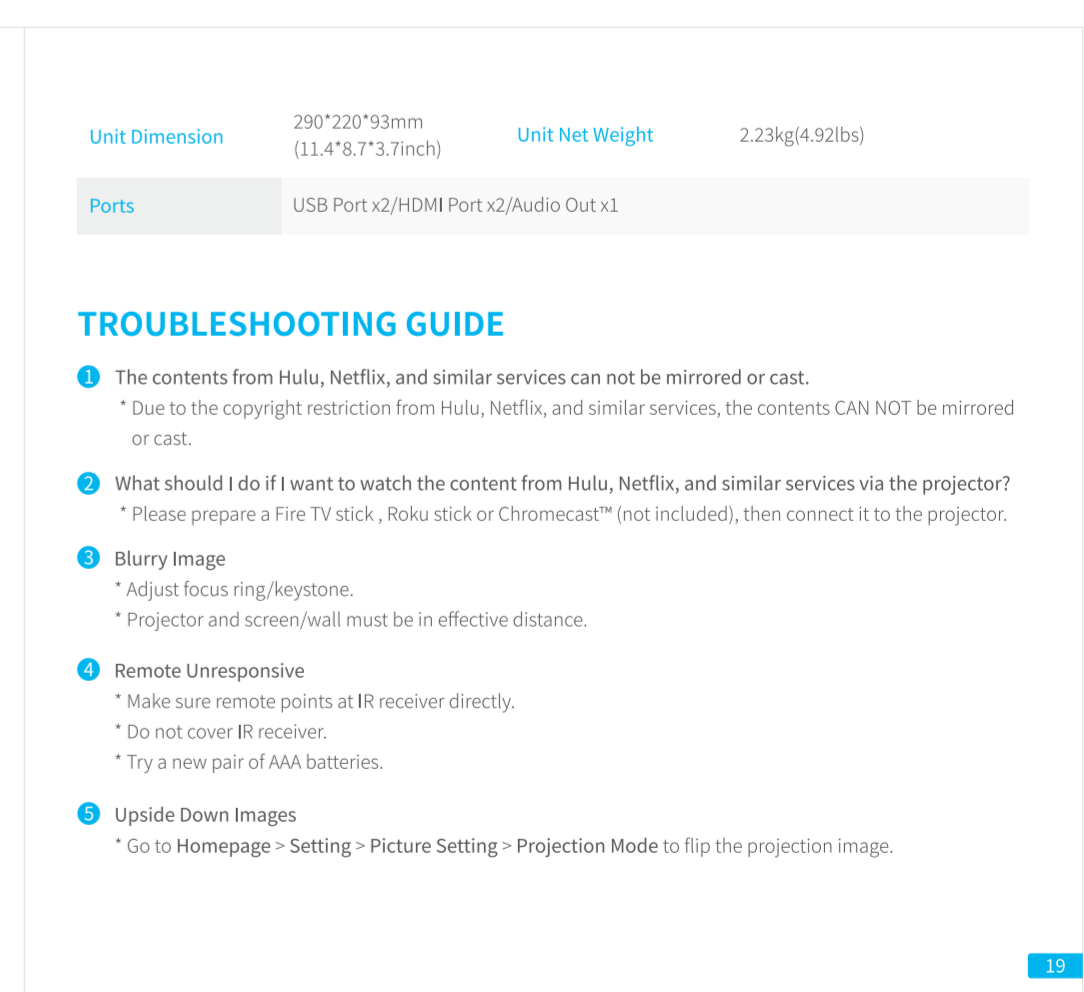 Unit Dimension 290*220*93mm (11.4*8.7*3.7inch) Unit Net Weight 2.23kg(4.92lbs)
Ports USB Port x2/HDMI Port x2/Audio Out x1
TROUBLESHOOTING GUIDE
1 The contents from Hulu, Netflix, and similar services can not be mirrored or cast.
* Due to the copyright restriction from Hulu, Netflix, and similar services, the contents CAN NOT be mirrored
or cast.
2 What should I do if I want to watch the content from Hulu, Netflix, and similar services via the projector?
* Please prepare a Fire TV stick , Roku stick or Chromecast™ (not included), then connect it to the projector.
3 Blurry Image
* Adjust focus ring/keystone.
* Projector and screen/wall must be in effective distance.
4 Remote Unresponsive
* Make sure remote points at IR receiver directly.
* Do not cover IR receiver.
* Try a new pair of AAA batteries.
5 Upside Down Images
* Go to Homepage > Setting > Picture Setting > Projection Mode to flip the projection image.
19